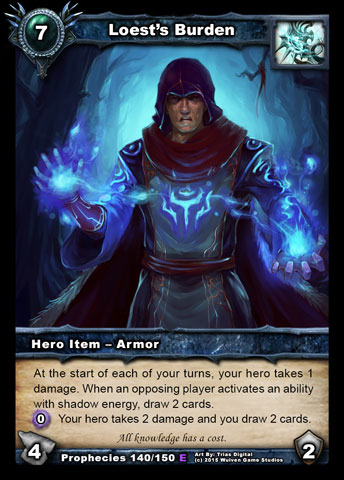 7
Loest's Burden
Hero Item – Armor
At the start of each of your turns, your hero takes 1
damage. When an opposing player activates an ability
with shadow energy, draw 2 cards.
0 Your hero takes 2 damage and you draw 2 cards.
All knowledge has a cost.
4
Prophecies 140/150 E
Art By: Trias Digital
(c) 2015 Wulven Game Studios
2